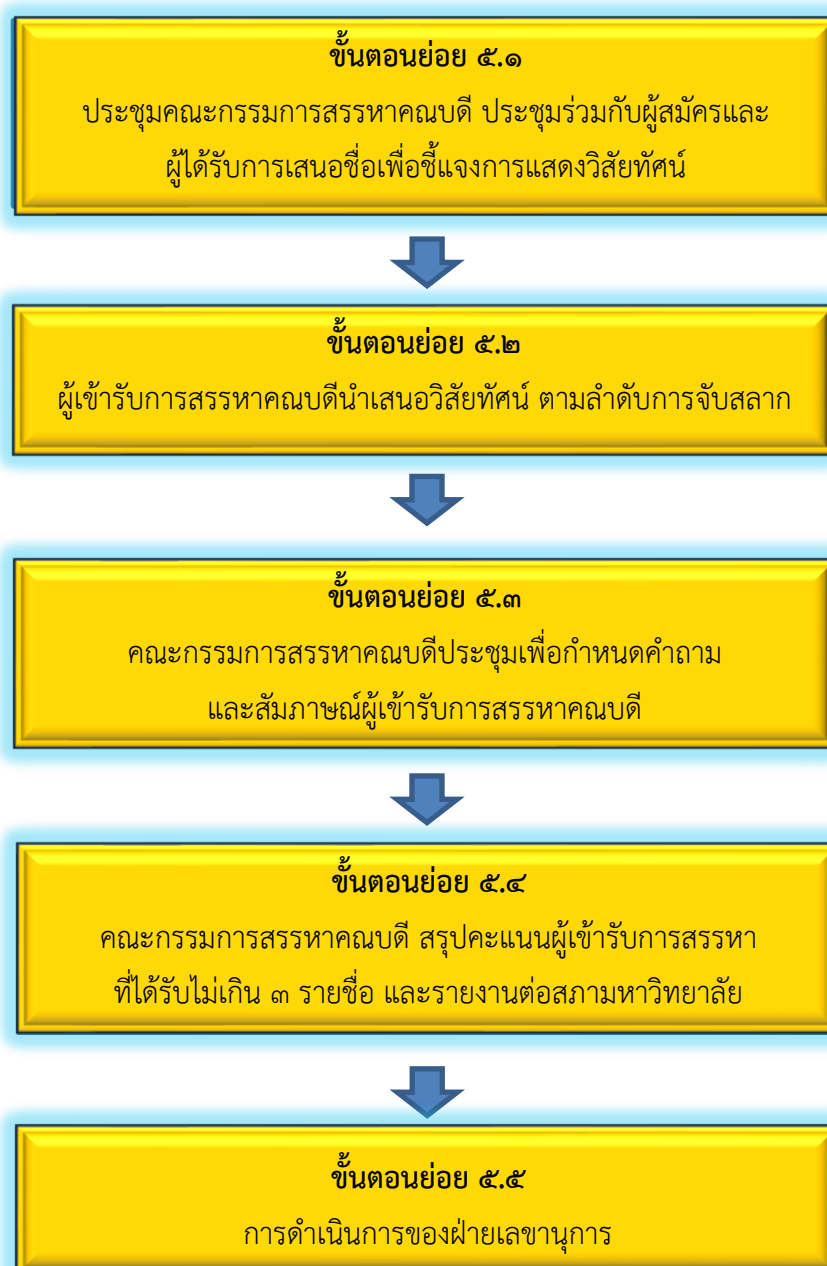 ขั้นตอนย่อย ๕.๑
ประชุมคณะกรรมการสรรหาคณบดี ประชุมร่วมกับผู้สมัครและ
ผู้ได้รับการเสนอชื่อเพื่อชี้แจงการแสดงวิสัยทัศน์
ขั้นตอนย่อย ๕.๒
ผู้เข้ารับการสรรหาคณบดีนำเสนอวิสัยทัศน์ ตามลำดับการจับสลาก
ขั้นตอนย่อย ๕.๓
คณะกรรมการสรรหาคณบดีประชุมเพื่อกำหนดคำถาม
และสัมภาษณ์ผู้เข้ารับการสรรหาคณบดี
ขั้นตอนย่อย ๕.๔
คณะกรรมการสรรหาคณบดี สรุปคะแนนผู้เข้ารับการสรรหา
ที่ได้รับไม่เกิน ๓ รายชื่อ และรายงานต่อสภามหาวิทยาลัย
ขั้นตอนย่อย ๕.๕
การดำเนินการของฝ่ายเลขานุการ